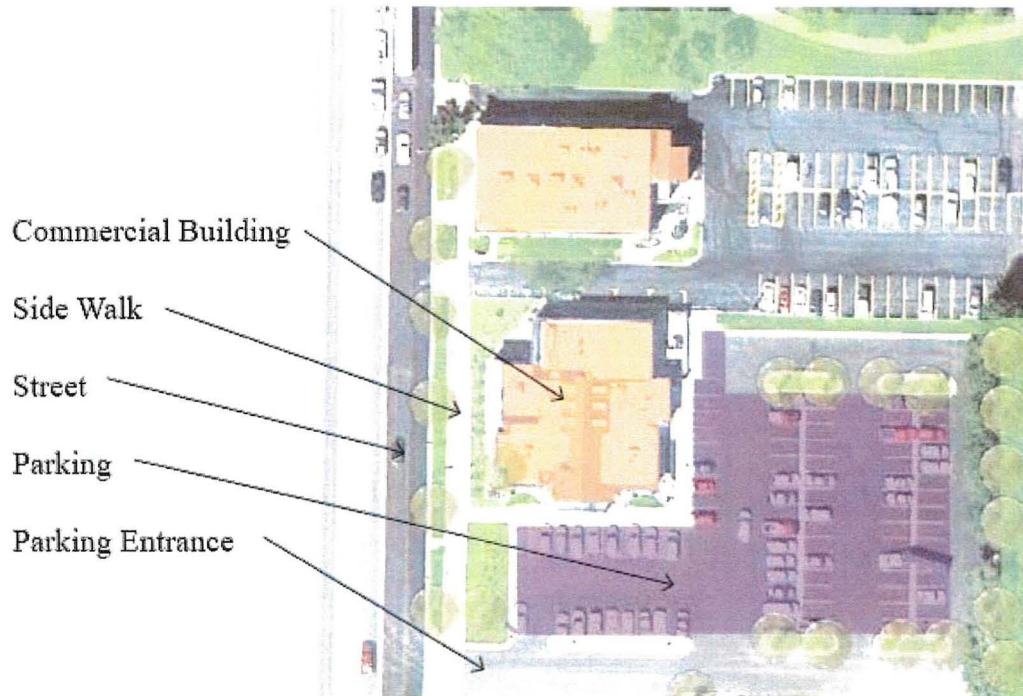 Commercial Building
Side Walk
Street
Parking
Parking Entrance